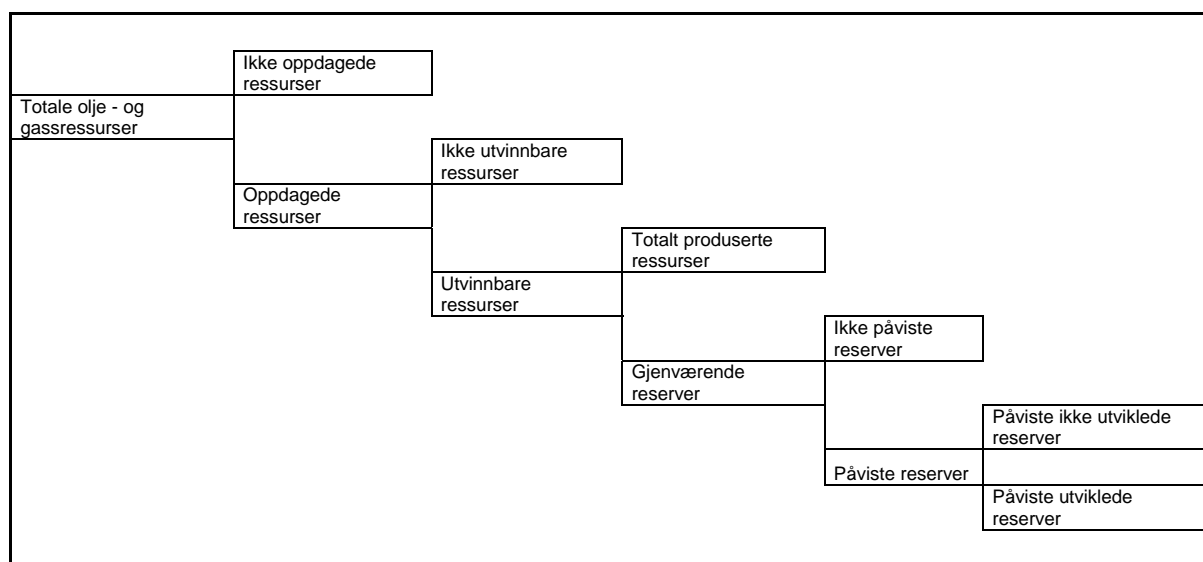 Ikke oppdagede
ressurser
Totale olje - og
gassressurser
Ikke utvinnbare
ressurser
Oppdagede
ressurser
Totalt produserte
ressurser
Utvinnbare
ressurser
Ikke påviste
reserver
Gjenværende
reserver
Påviste ikke utviklede
reserver
Påviste reserver
Påviste utviklede
reserver